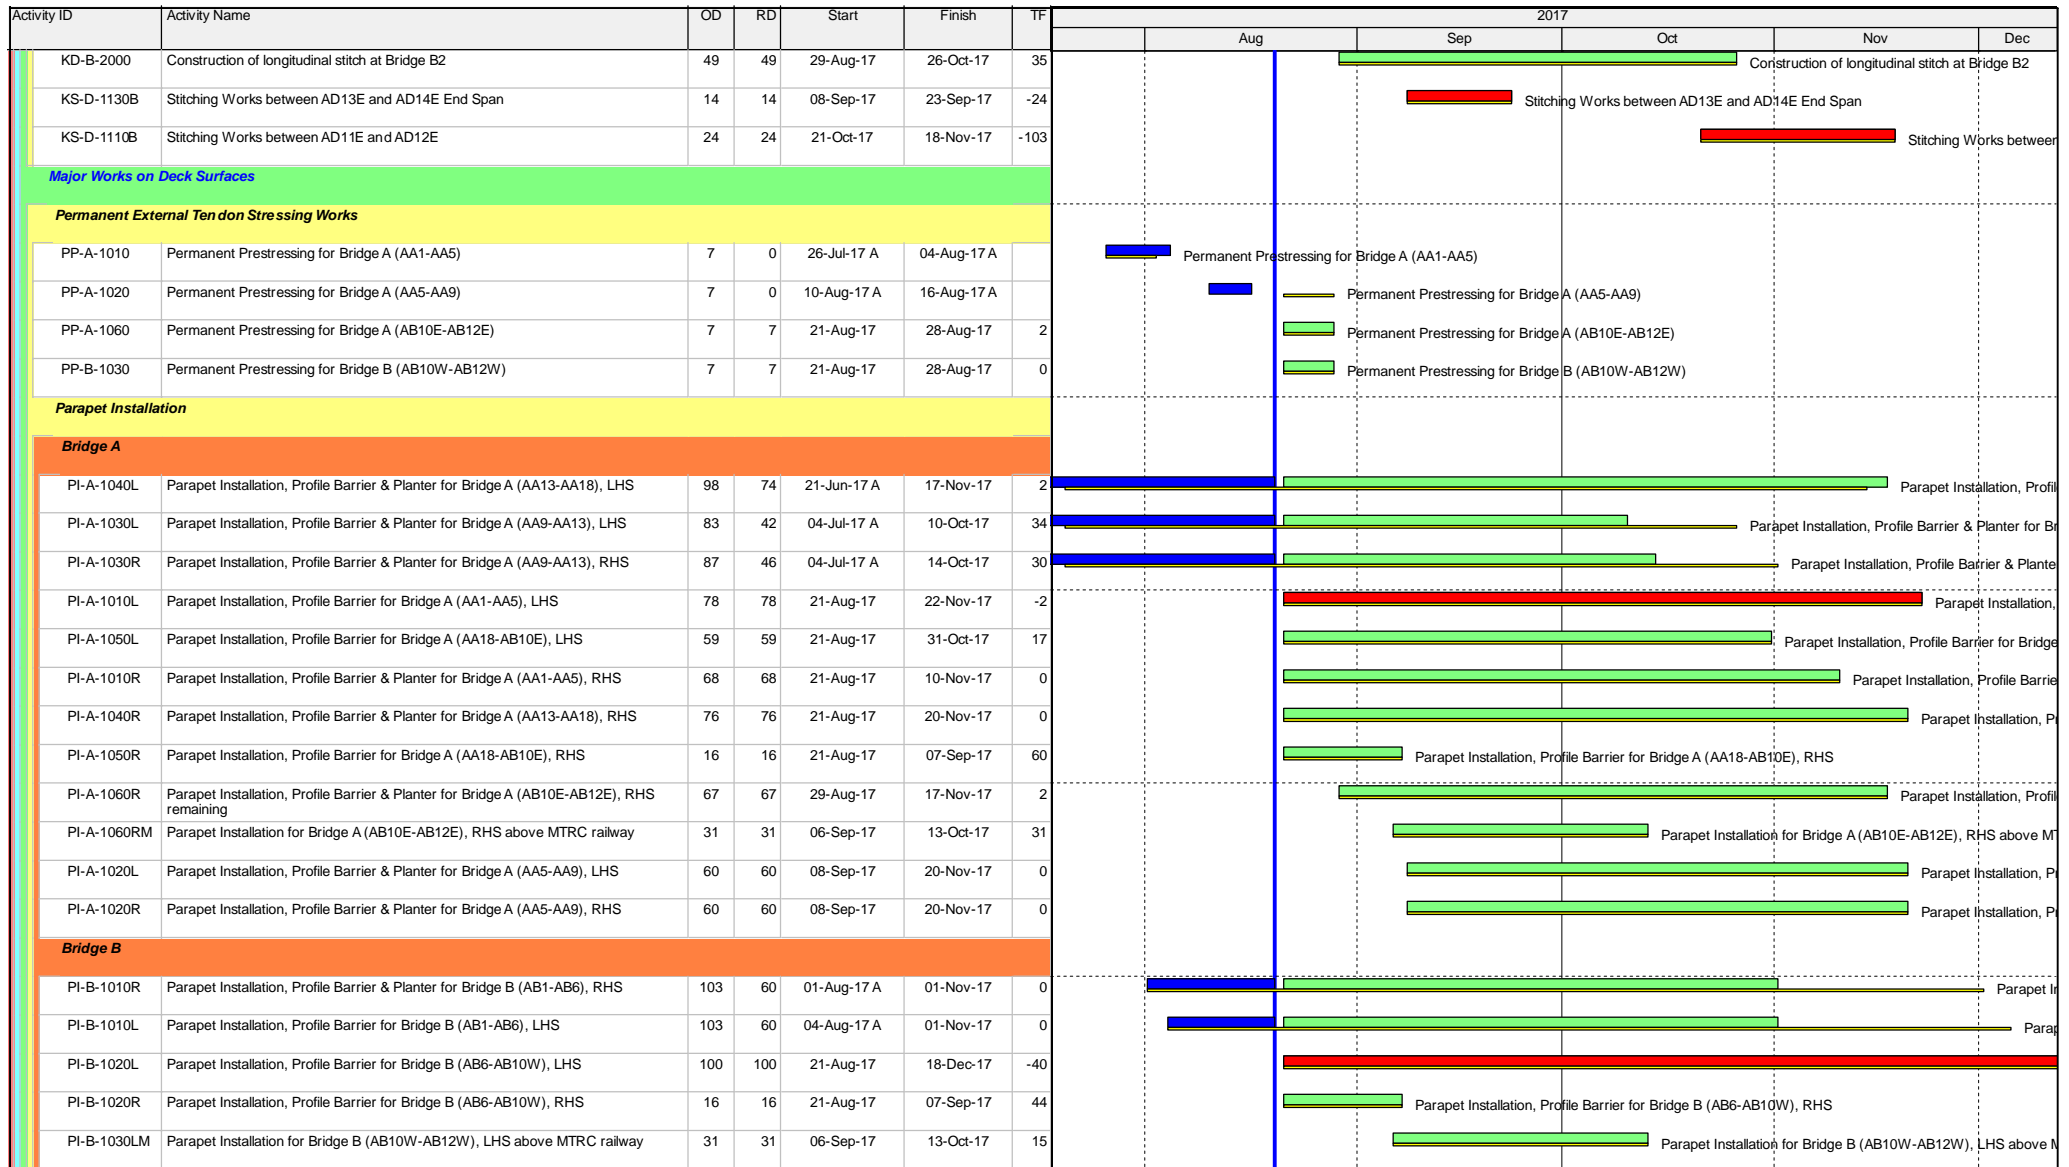 Activity ID Activity Name OD RD Start Finish TF 2017
Aug Sep Oct Nov Dec
KD-B-2000 Construction of longitudinal stitch at Bridge B2 49 49 29-Aug-17 26-Oct-17 35 Construction of longitudinal stitch at Bridge B2
KS-D-1130B Stitching Works between AD13E and AD14E End Span 14 14 08-Sep-17 23-Sep-17 -24 Stitching Works between AD13E and AD14E End Span
KS-D-1110B Stitching Works between AD11E and AD12E 24 24 21-Oct-17 18-Nov-17 -103 Stitching Works between
Major Works on Deck Surfaces
Permanent External Tendon Stressing Works
PP-A-1010 Permanent Prestressing for Bridge A (AA1-AA5) 7 0 26-Jul-17 A 04-Aug-17 A Permanent Prestressing for Bridge A (AA1-AA5)
PP-A-1020 Permanent Prestressing for Bridge A (AA5-AA9) 7 0 10-Aug-17 A 16-Aug-17 A Permanent Prestressing for Bridge A (AA5-AA9)
PP-A-1060 Permanent Prestressing for Bridge A (AB10E-AB12E) 7 7 21-Aug-17 28-Aug-17 2 Permanent Prestressing for Bridge A (AB10E-AB12E)
PP-B-1030 Permanent Prestressing for Bridge B (AB10W-AB12W) 7 7 21-Aug-17 28-Aug-17 0 Permanent Prestressing for Bridge B (AB10W-AB12W)
Parapet Installation
Bridge A
PI-A-1040L Parapet Installation, Profile Barrier & Planter for Bridge A (AA13-AA18), LHS 98 74 21-Jun-17 A 17-Nov-17 2 Parapet Installation, Profil
PI-A-1030L Parapet Installation, Profile Barrier & Planter for Bridge A (AA9-AA13), LHS 83 42 04-Jul-17 A 10-Oct-17 34 Parapet Installation, Profile Barrier & Planter for Br
PI-A-1030R Parapet Installation, Profile Barrier & Planter for Bridge A (AA9-AA13), RHS 87 46 04-Jul-17 A 14-Oct-17 30 Parapet Installation, Profile Barrier & Plante
PI-A-1010L Parapet Installation, Profile Barrier for Bridge A (AA1-AA5), LHS 78 78 21-Aug-17 22-Nov-17 -2 Parapet Installation,
PI-A-1050L Parapet Installation, Profile Barrier for Bridge A (AA18-AB10E), LHS 59 59 21-Aug-17 31-Oct-17 17 Parapet Installation, Profile Barrier for Bridge
PI-A-1010R Parapet Installation, Profile Barrier & Planter for Bridge A (AA1-AA5), RHS 68 68 21-Aug-17 10-Nov-17 0 Parapet Installation, Profile Barrie
PI-A-1040R Parapet Installation, Profile Barrier & Planter for Bridge A (AA13-AA18), RHS 76 76 21-Aug-17 20-Nov-17 0 Parapet Installation, P
PI-A-1050R Parapet Installation, Profile Barrier for Bridge A (AA18-AB10E), RHS 16 16 21-Aug-17 07-Sep-17 60 Parapet Installation, Profile Barrier for Bridge A (AA18-AB10E), RHS
PI-A-1060R Parapet Installation, Profile Barrier & Planter for Bridge A (AB10E-AB12E), RHS 67 67 29-Aug-17 17-Nov-17 2 Parapet Installation, Profil
remaining
PI-A-1060RM Parapet Installation for Bridge A (AB10E-AB12E), RHS above MTRC railway 31 31 06-Sep-17 13-Oct-17 31 Parapet Installation for Bridge A (AB10E-AB12E), RHS above MT
PI-A-1020L Parapet Installation, Profile Barrier & Planter for Bridge A (AA5-AA9), LHS 60 60 08-Sep-17 20-Nov-17 0 Parapet Installation, P
PI-A-1020R Parapet Installation, Profile Barrier & Planter for Bridge A (AA5-AA9), RHS 60 60 08-Sep-17 20-Nov-17 0 Parapet Installation, P
Bridge B
PI-B-1010R Parapet Installation, Profile Barrier & Planter for Bridge B (AB1-AB6), RHS 103 60 01-Aug-17 A 01-Nov-17 0 Parapet I
PI-B-1010L Parapet Installation, Profile Barrier for Bridge B (AB1-AB6), LHS 103 60 04-Aug-17 A 01-Nov-17 0 Parap
PI-B-1020L Parapet Installation, Profile Barrier for Bridge B (AB6-AB10W), LHS 100 100 21-Aug-17 18-Dec-17 -40
PI-B-1020R Parapet Installation, Profile Barrier for Bridge B (AB6-AB10W), RHS 16 16 21-Aug-17 07-Sep-17 44 Parapet Installation, Profile Barrier for Bridge B (AB6-AB10W), RHS
PI-B-1030LM Parapet Installation for Bridge B (AB10W-AB12W), LHS above MTRC railway 31 31 06-Sep-17 13-Oct-17 15 Parapet Installation for Bridge B (AB10W-AB12W), LHS above M